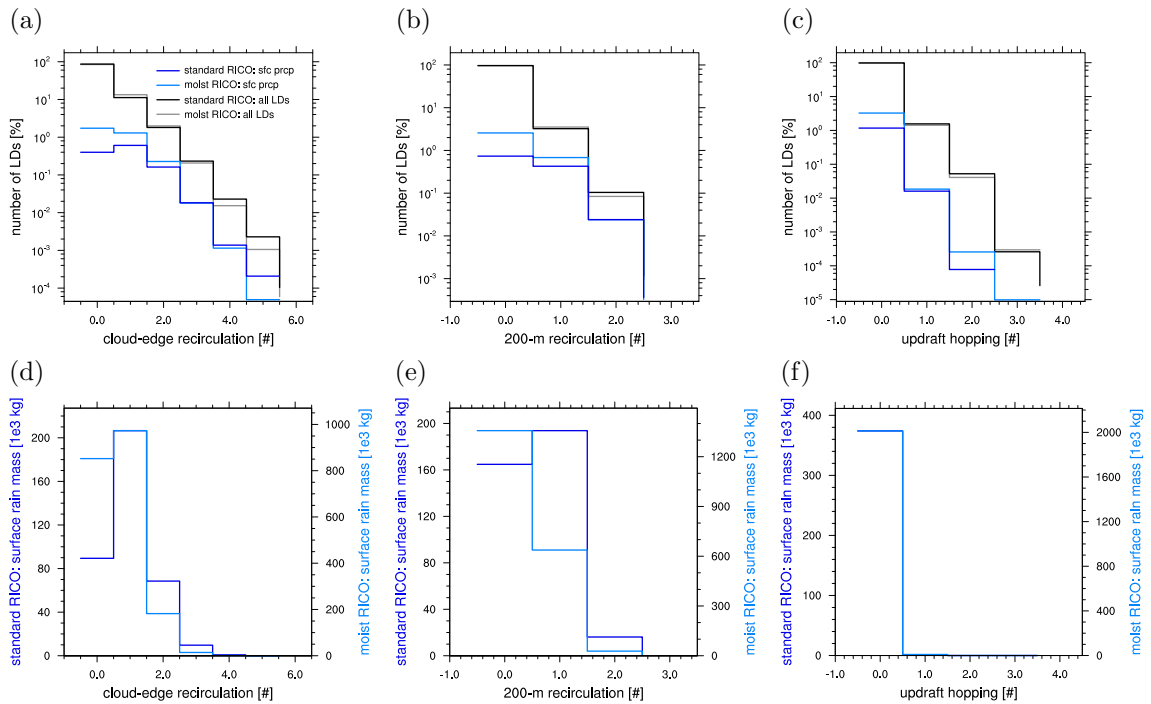 (a)
number of LDs [%]
10²
10¹
10⁰
10⁻¹
10⁻²
10⁻³
10⁻⁴
standard RICO: sfc prcp
moist RICO: sfc prcp
standard RICO: all LDs
moist RICO: all LDs
0.0 2.0 4.0 6.0
cloud-edge recirculation [#]
(b)
number of LDs [%]
10²
10¹
10⁰
10⁻¹
10⁻²
10⁻³
-1.0 0.0 1.0 2.0 3.0
200-m recirculation [#]
(c)
number of LDs [%]
10²
10¹
10⁰
10⁻¹
10⁻²
10⁻³
10⁻⁴
10⁻⁵
-1.0 0.0 1.0 2.0 3.0 4.0
updraft hopping [#]
(d)
standard RICO: surface rain mass [1e3 kg]
200
160
120
80
40
0
0.0 2.0 4.0 6.0
cloud-edge recirculation [#]
1000
800
600
400
200
0
moist RICO: surface rain mass [1e3 kg]
(e)
standard RICO: surface rain mass [1e3 kg]
200
160
120
80
40
0
-1.0 0.0 1.0 2.0 3.0
200-m recirculation [#]
1200
900
600
300
0
moist RICO: surface rain mass [1e3 kg]
(f)
standard RICO: surface rain mass [1e3 kg]
400
300
200
100
0
-1.0 0.0 1.0 2.0 3.0 4.0
updraft hopping [#]
2000
1600
1200
800
400
0
moist RICO: surface rain mass [1e3 kg]